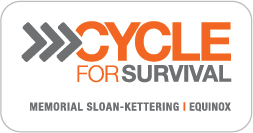 CYCLE
FOR SURVIVAL
MEMORIAL SLOAN-KETTERING | EQUINOX